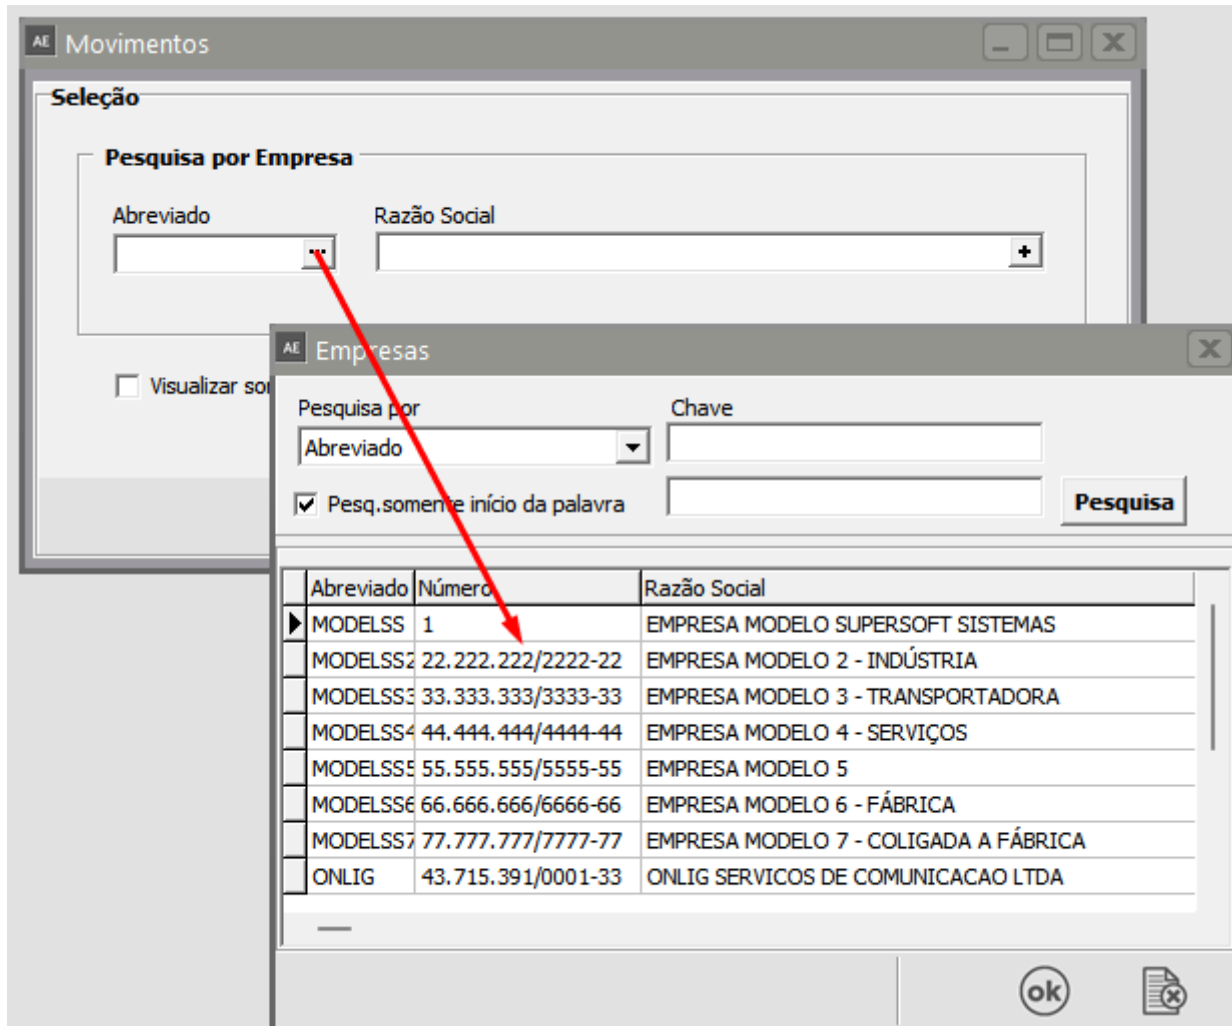 AE Movimentos
Seleção
Pesquisa por Empresa
Abreviado Razão Social
... +
AE Empresas
Visualizar
Pesquisa por Chave
Abreviado
Pesq.somente início da palavra Pesquisa
Abreviado Número Razão Social
MODELSS 1 EMPRESA MODELO SUPERSOFT SISTEMAS
MODELSS2 22.222.222/2222-22 EMPRESA MODELO 2 - INDÚSTRIA
MODELSS3 33.333.333/3333-33 EMPRESA MODELO 3 - TRANSPORTADORA
MODELSS4 44.444.444/4444-44 EMPRESA MODELO 4 - SERVIÇOS
MODELSS5 55.555.555/5555-55 EMPRESA MODELO 5
MODELSS6 66.666.666/6666-66 EMPRESA MODELO 6 - FÁBRICA
MODELSS7 77.777.777/7777-77 EMPRESA MODELO 7 - COLIGADA A FÁBRICA
ONLIG 43.715.391/0001-33 ONLIG SERVICOS DE COMUNICACAO LTDA
ok